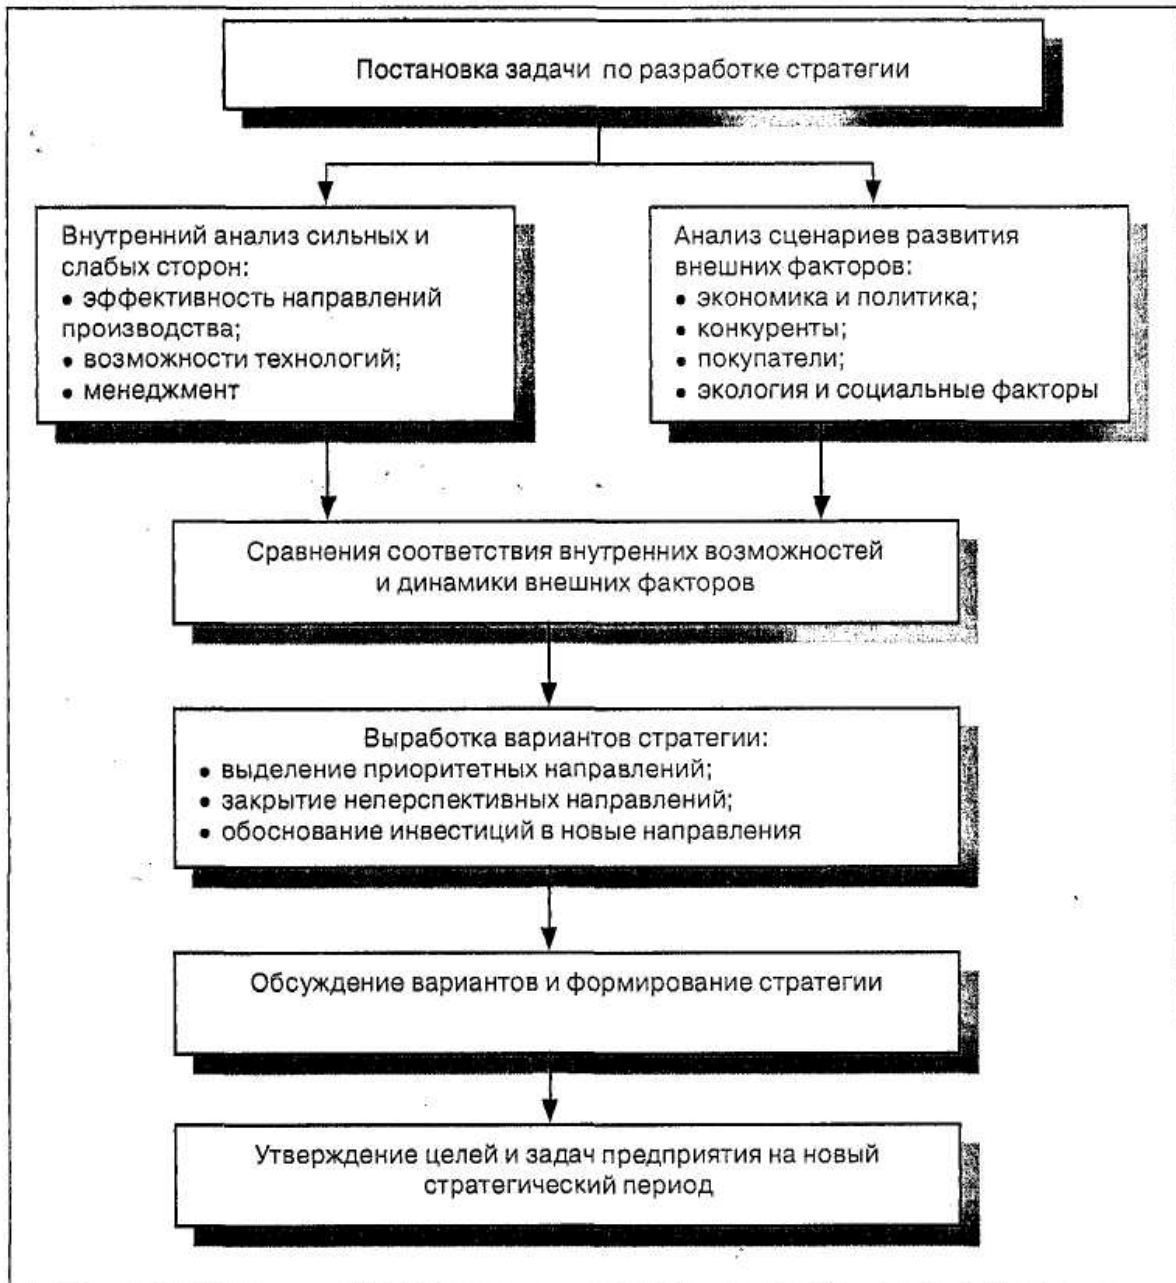 Постановка задачи по разработке стратегии
Внутренний анализ сильных и
слабых сторон:
• эффективность направлений
производства;
• возможности технологий;
• менеджмент
Анализ сценариев развития
внешних факторов:
• экономика и политика;
• конкуренты;
• покупатели;
• экология и социальные факторы
Сравнения соответствия внутренних возможностей
и динамики внешних факторов
Выработка вариантов стратегии:
• выделение приоритетных направлений;
• закрытие неперспективных направлений;
• обоснование инвестиций в новые направления
Обсуждение вариантов и формирование стратегии
Утверждение целей и задач предприятия на новый
стратегический период